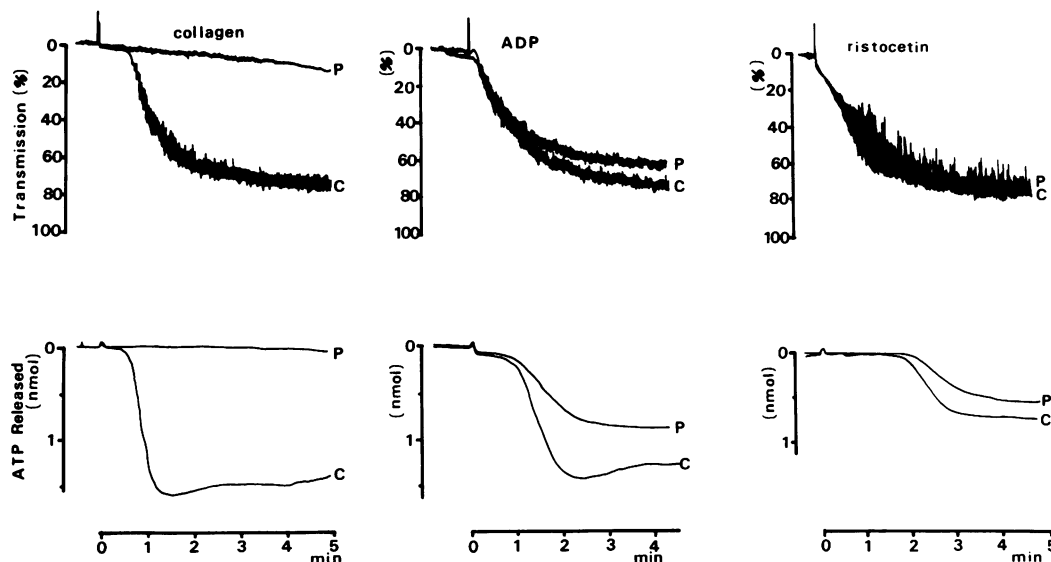 collagen
Transmission (%)
0
20
40
60
80
100
P
C
ADP
(%)
0
20
40
60
80
100
P
C
ristocetin
(%)
0
20
40
60
80
100
P
C
ATP Released
(nmol)
0
1
P
C
0 1 2 3 4 5
min
(nmol)
0
1
P
C
0 1 2 3 4
min
(nmol)
0
1
P
C
0 1 2 3 4 5
min